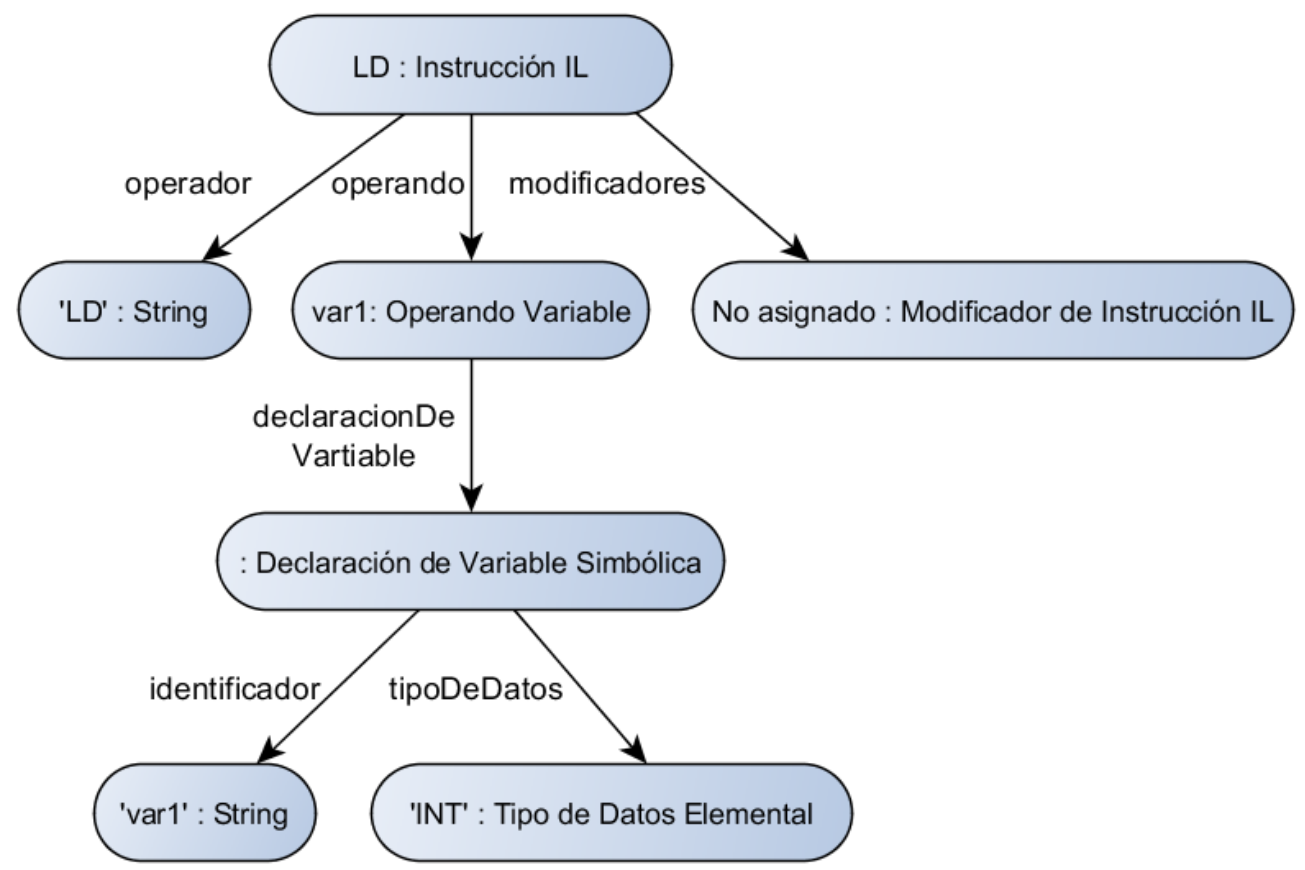 LD : Instrucción IL
operador
operando
modificadores
'LD' : String
var1: Operando Variable
No asignado : Modificador de Instrucción IL
declaracionDe
Vartiable
: Declaración de Variable Simbólica
identificador
tipoDeDatos
'var1' : String
'INT' : Tipo de Datos Elemental